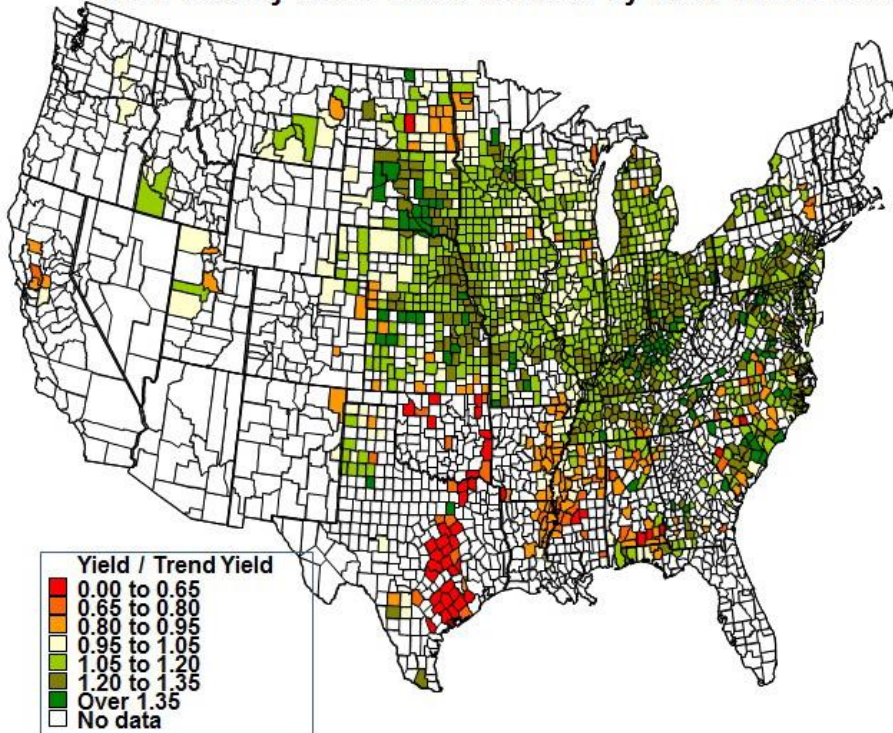 Yield / Trend Yield
0.00 to 0.65
0.65 to 0.80
0.80 to 0.95
0.95 to 1.05
1.05 to 1.20
1.20 to 1.35
Over 1.35
No data